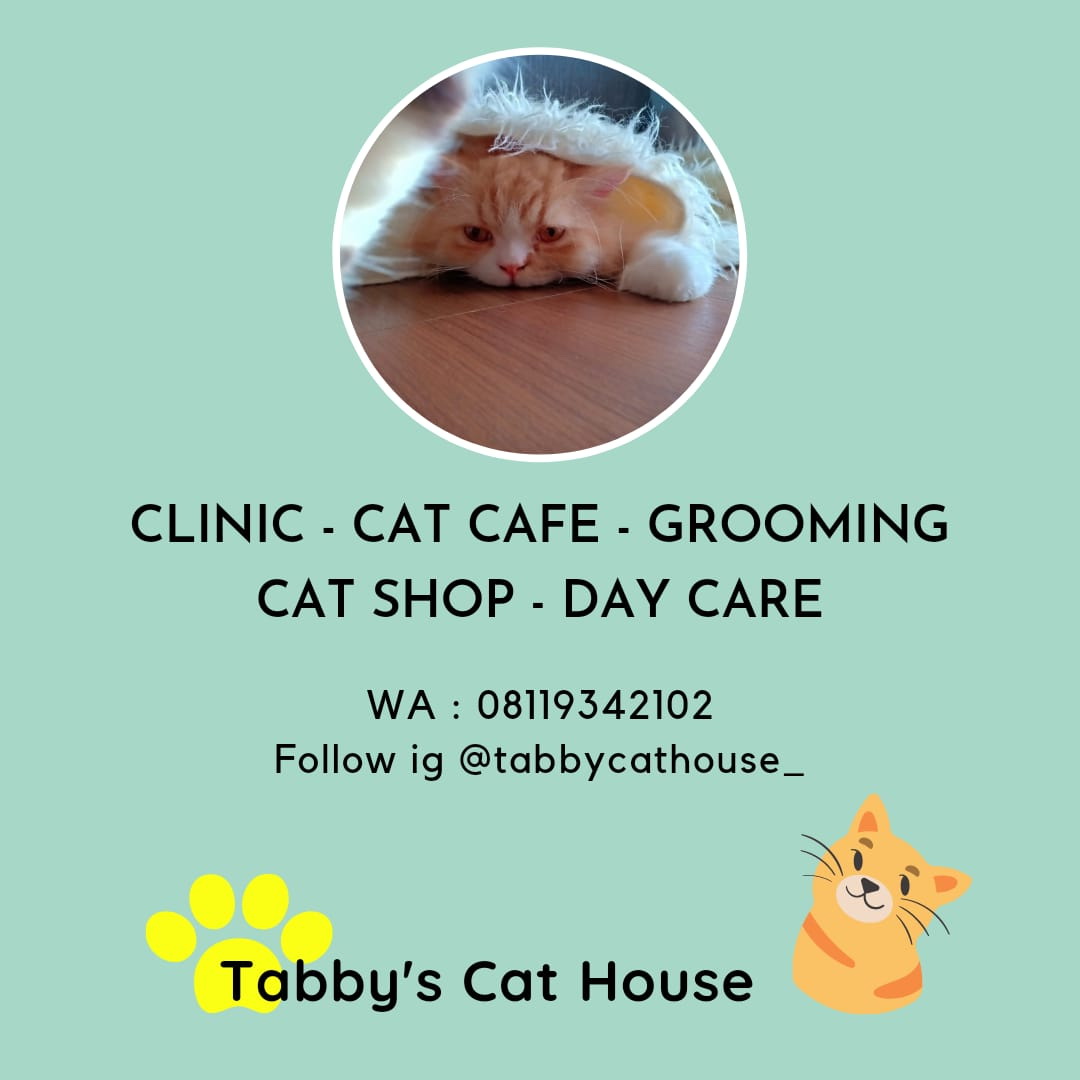 CLINIC - CAT CAFE - GROOMING
CAT SHOP - DAY CARE
WA : 08119342102
Follow ig @tabbycathouse_
Tabby's Cat House